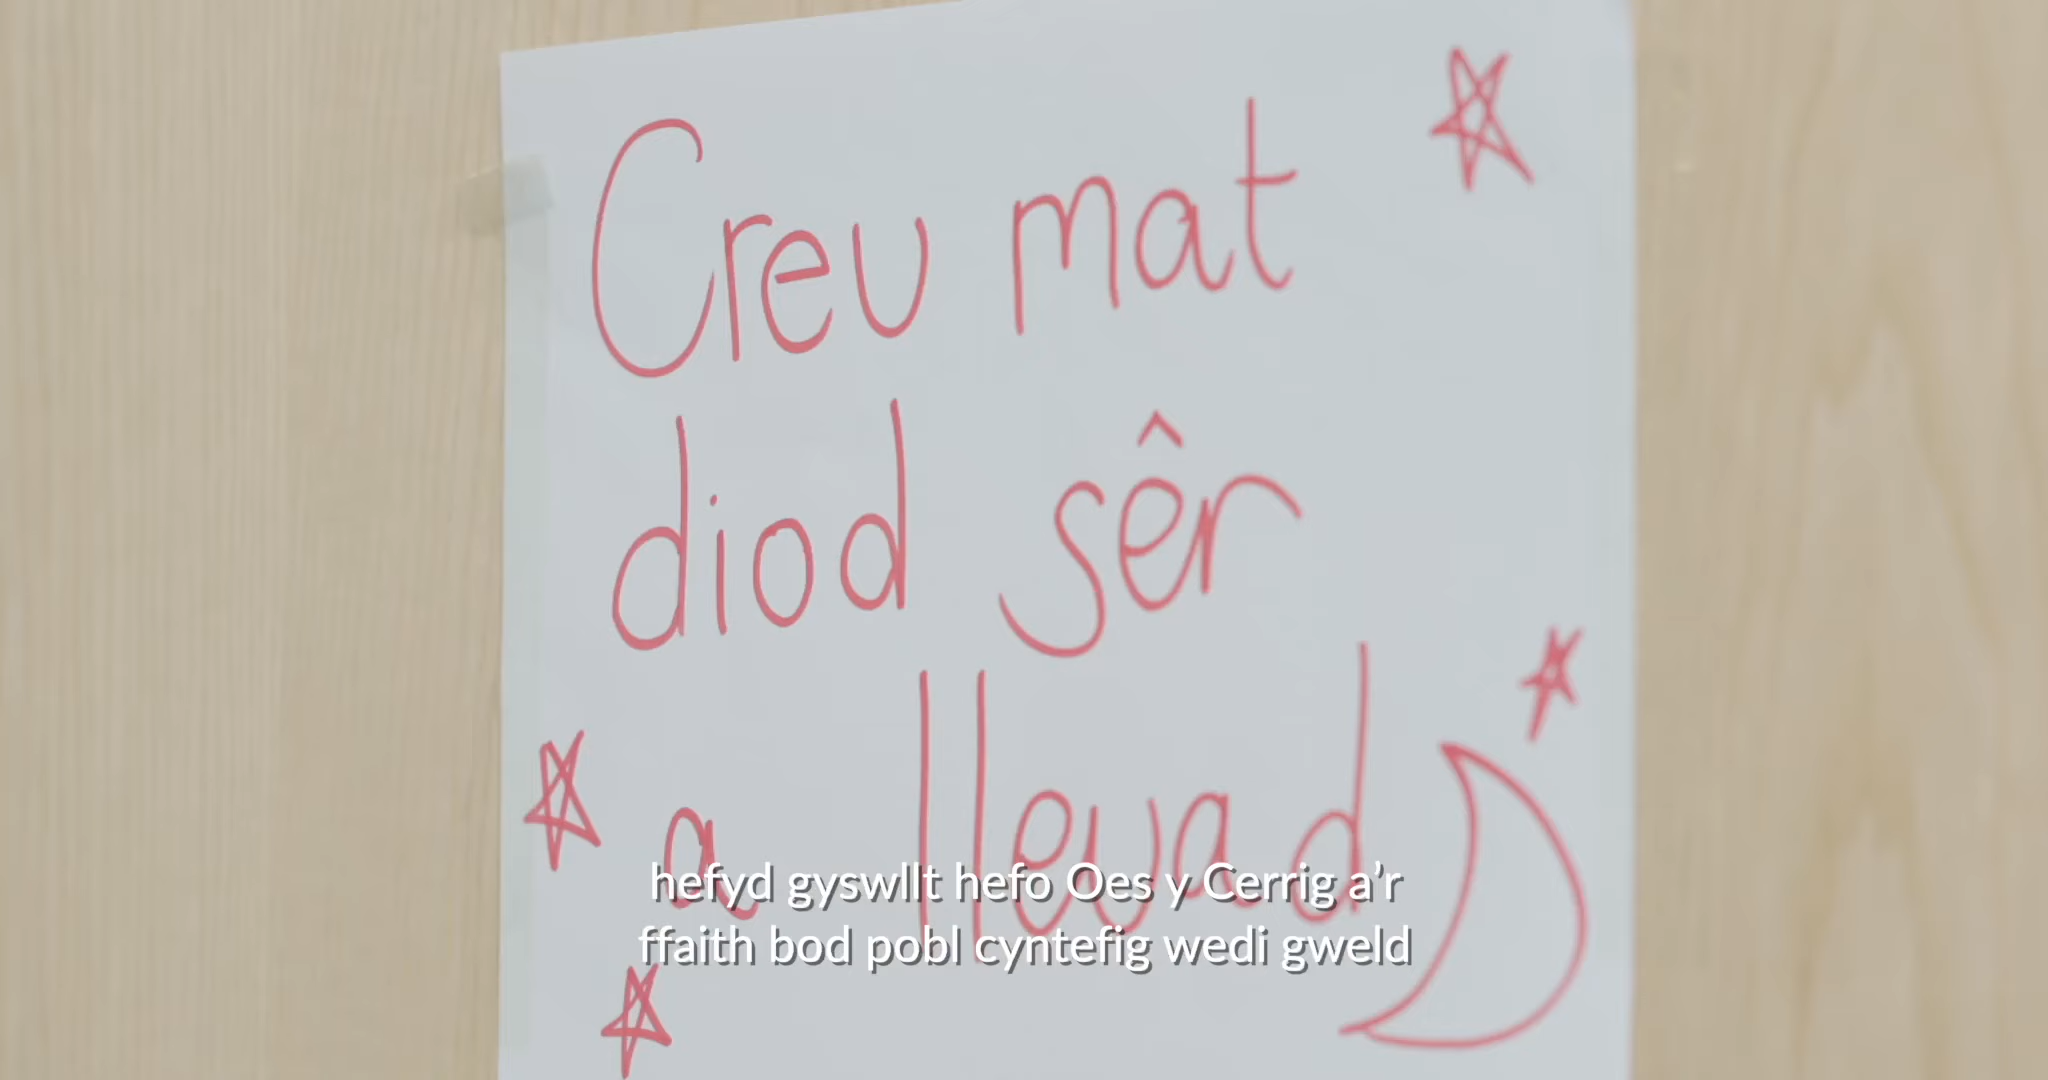 Creu mat
diod sêr
a lleuad
hefyd gyswllt hefo Oes y Cerrig a’r
ffaith bod pobl cyntefig wedi gweld